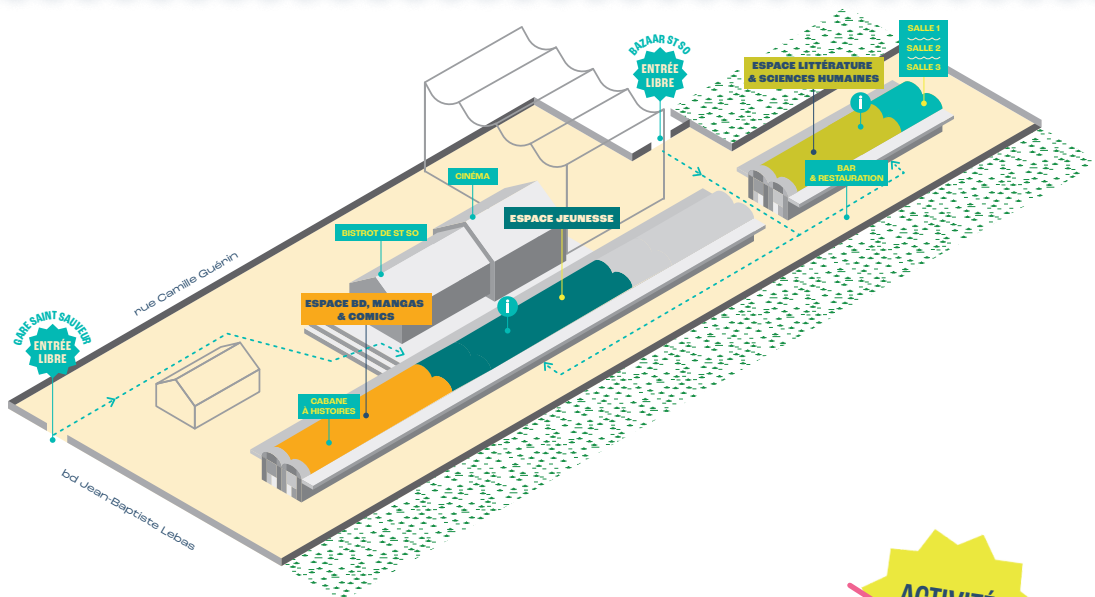 SALLE 1
SALLE 2
SALLE 3
BAZAAR ST SO
ENTRÉE
LIBRE
ESPACE LITTÉRATURE
& SCIENCES HUMAINES
i
BAR
& RESTAURATION
CINÉMA
ESPACE JEUNESSE
BISTROT DE ST SO
rue Camille Guérin
ESPACE BD, MANGAS
& COMICS
i
GARE SAINT SAUVEUR
ENTRÉE
LIBRE
CABANE
À HISTOIRES
bd Jean-Baptiste Lebas
ACTIVITÉ